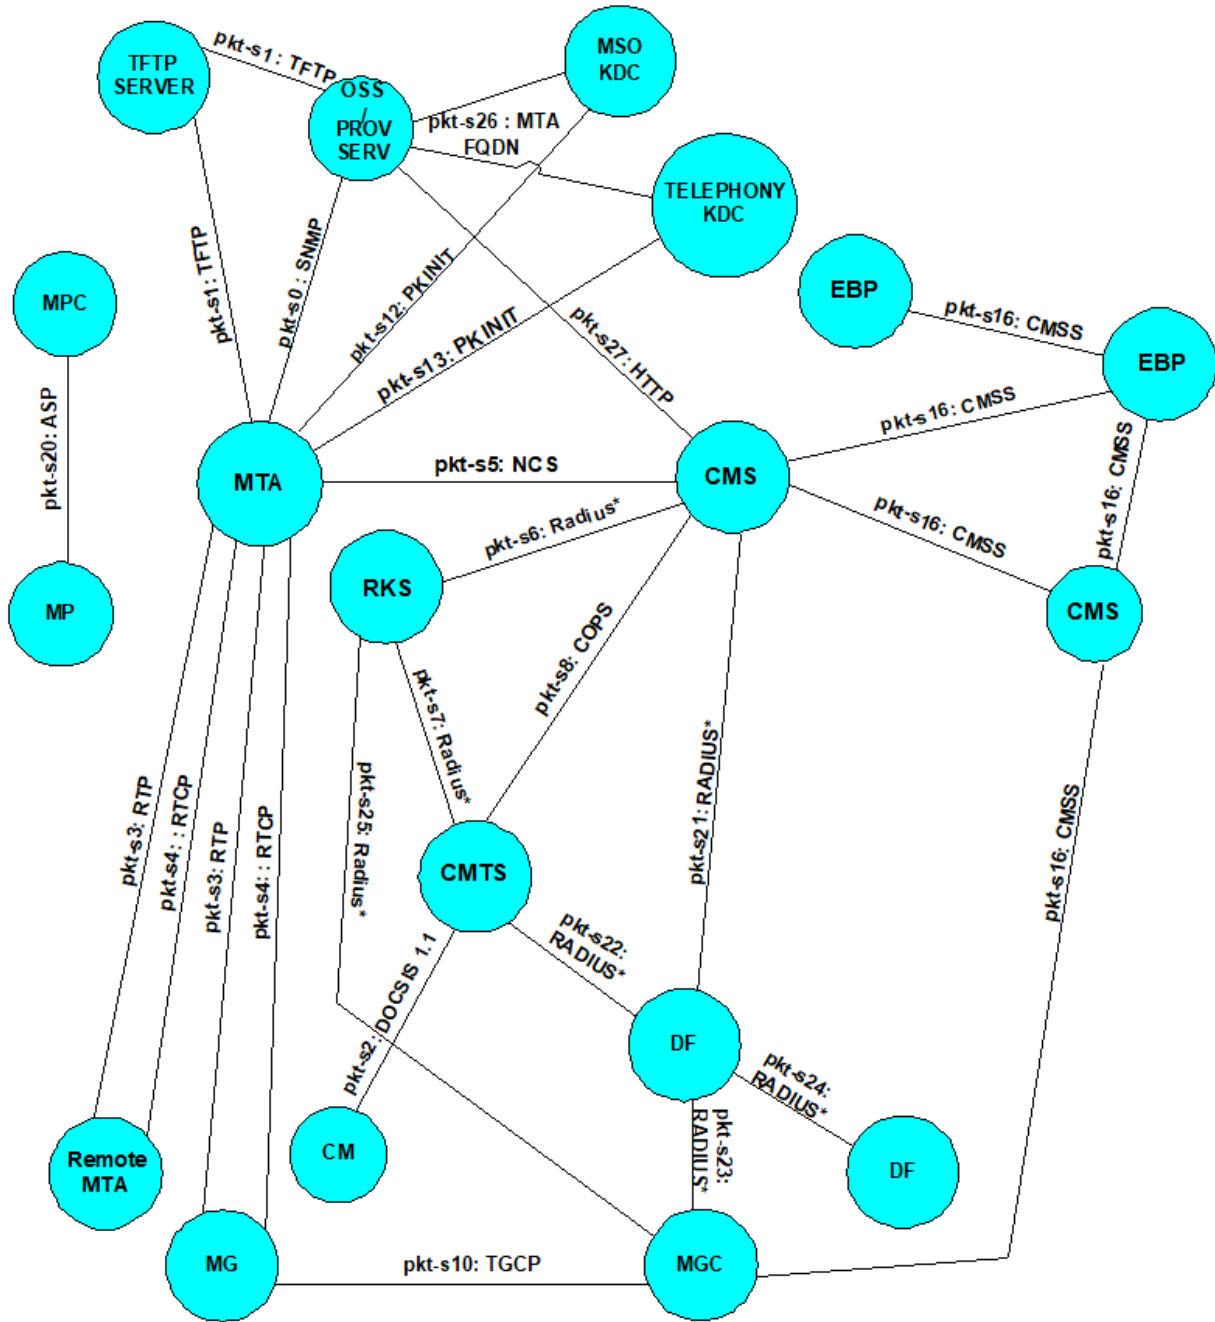 pkt-s1: TFTP
TFTP
SERVER
OSS
/
PROV
SERV
MSO
KDC
pkt-s26 : MTA
FQDN
TELEPHONY
KDC
pkt-s1: TFTP
pkt-s0 : SNMP
pkt-s12: PKINIT
pkt-s13: PKINIT
pkt-s27: HTTP
MPC
EBP
pkt-s16: CMSS
EBP
pkt-s20: ASP
pkt-s16: CMSS
MTA
pkt-s5: NCS
CMS
pkt-s16: CMSS
pkt-s16: CMSS
pkt-s6: Radius*
MP
RKS
CMS
pkt-s8: COPS
pkt-s7: Radius*
pkt-s21: RADIUS*
pkt-s3: RTP
pkt-s4: : RTCP
pkt-s3: RTP
pkt-s4: : RTCP
pkt-s25: Radius*
pkt-s16: CMSS
CMTS
pkt-s22:
RADIUS*
pkt-s2: DOCSIS 1.1
DF
pkt-s24:
RADIUS*
pkt-s23:
RADIUS*
Remote
MTA
CM
DF
MG
pkt-s10: TGCP
MGC